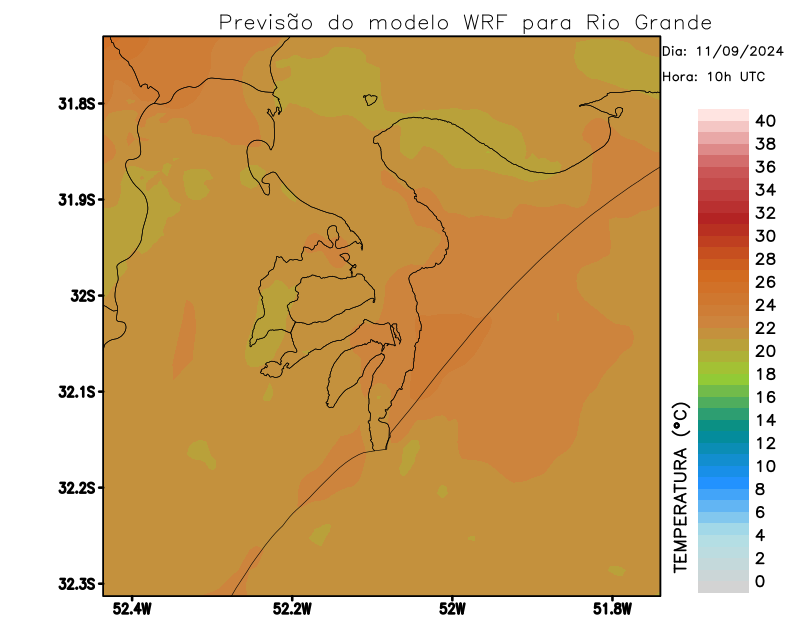 Previsão do modelo WRF para Rio Grande
Dia: 11/09/2024
Hora: 10h UTC
31.8S
31.9S
32S
32.1S
32.2S
32.3S
52.4W
52.2W
52W
51.8W
TEMPERATURA (°C)
40
38
36
34
32
30
28
26
24
22
20
18
16
14
12
10
8
6
4
2
0